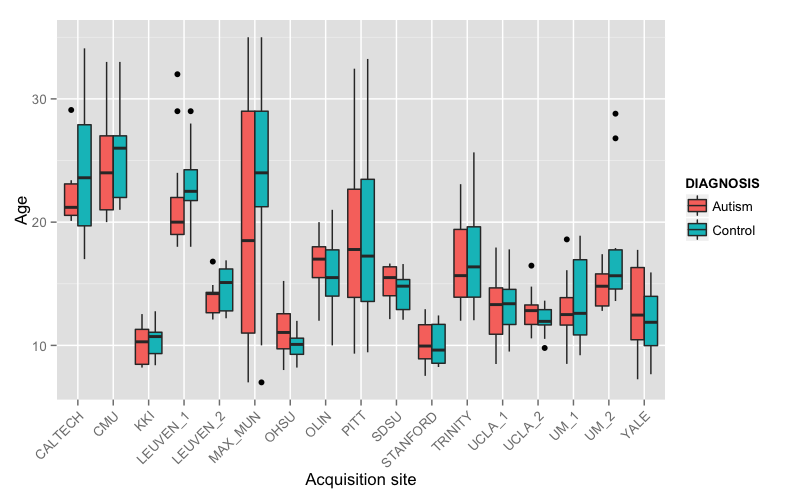 Age
30
20
10
CALTECH
CMU
KKI
LEUVEN_1
LEUVEN_2
MAX_MUN
OHSU
OLIN
PITT
SDSU
STANFORD
TRINITY
UCLA_1
UCLA_2
UM_1
UM_2
YALE
Acquisition site
DIAGNOSIS
Autism
Control